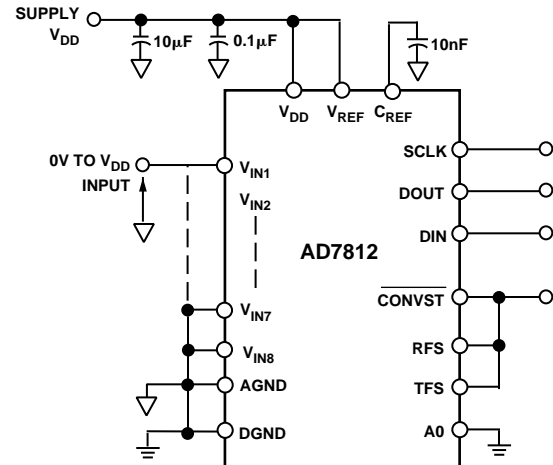 SUPPLY
VDD
10µF
0.1µF
10nF
VDD
VREF
CREF
0V TO VDD
INPUT
VIN1
VIN2
VIN7
VIN8
AGND
DGND
AD7812
SCLK
DOUT
DIN
CONVST
RFS
TFS
A0